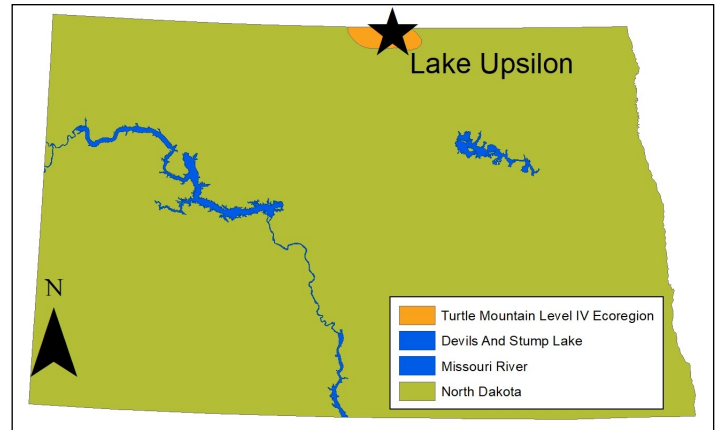 Lake Upsilon
N
Turtle Mountain Level IV Ecoregion
Devils And Stump Lake
Missouri River
North Dakota